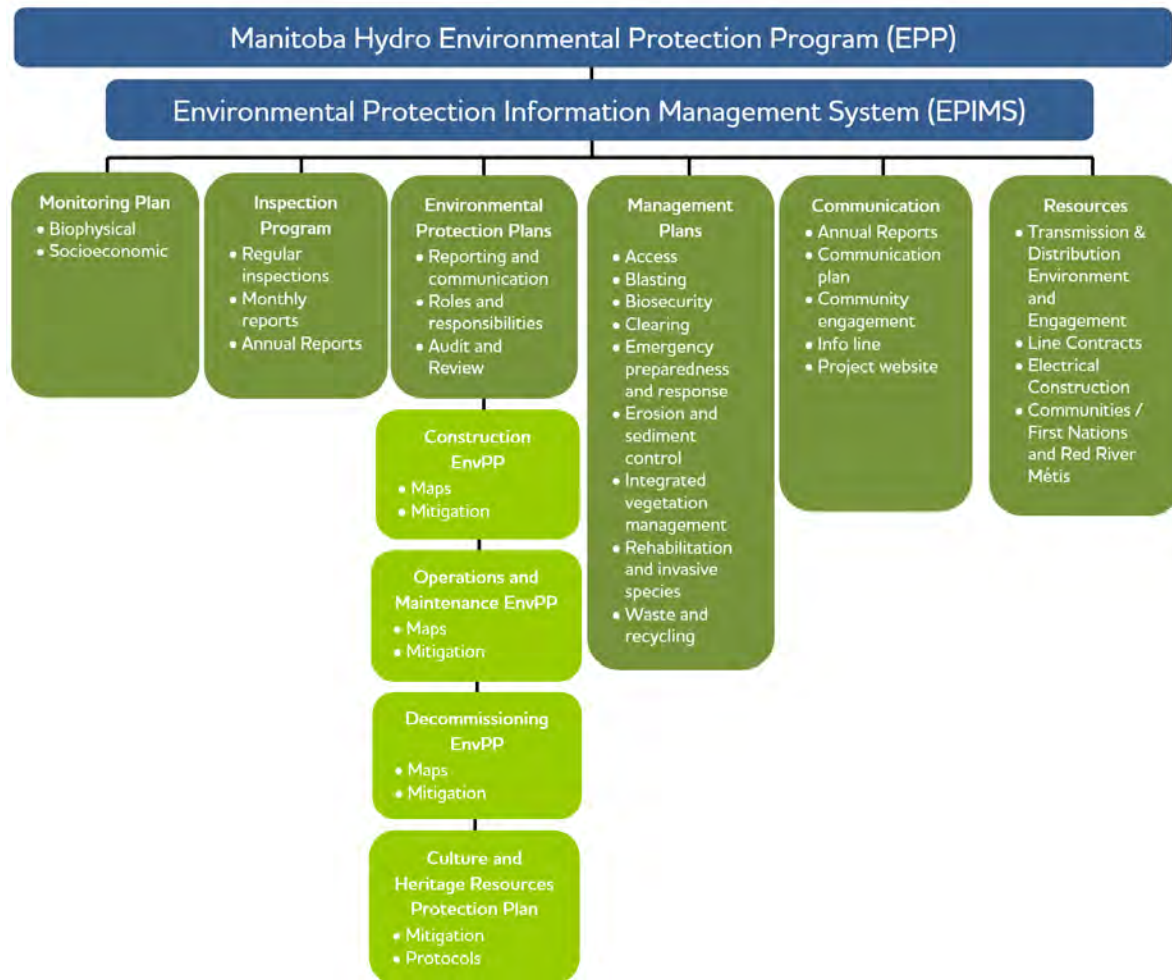 Manitoba Hydro Environmental Protection Program (EPP)
Environmental Protection Information Management System (EPIMS)
Monitoring Plan
• Biophysical
• Socioeconomic
Inspection
Program
• Regular
inspections
• Monthly
reports
• Annual Reports
Environmental
Protection Plans
• Reporting and
communication
• Roles and
responsibilities
• Audit and
Review
Construction
EnvPP
• Maps
• Mitigation
Operations and
Maintenance EnvPP
• Maps
• Mitigation
Decommissioning
EnvPP
• Maps
• Mitigation
Culture and
Heritage Resources
Protection Plan
• Mitigation
• Protocols
Management
Plans
• Access
• Blasting
• Biosecurity
• Clearing
• Emergency
preparedness
and response
• Erosion and
sediment
control
• Integrated
vegetation
management
• Rehabilitation
and invasive
species
• Waste and
recycling
Communication
• Annual Reports
• Communication
plan
• Community
engagement
• Info line
• Project website
Resources
• Transmission &
Distribution
Environment
and
Engagement
• Line Contracts
• Electrical
Construction
• Communities /
First Nations
and Red River
Métis